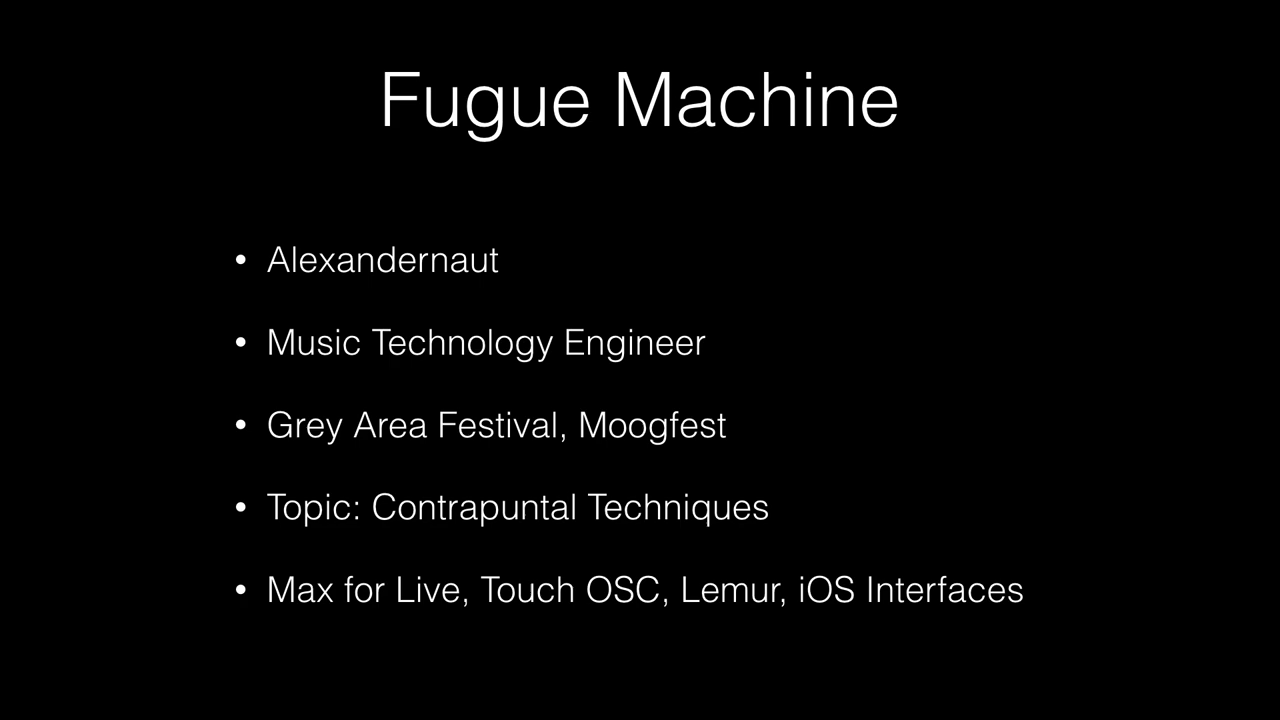 Fugue Machine
• Alexandernaut
• Music Technology Engineer
• Grey Area Festival, Moogfest
• Topic: Contrapuntal Techniques
• Max for Live, Touch OSC, Lemur, iOS Interfaces